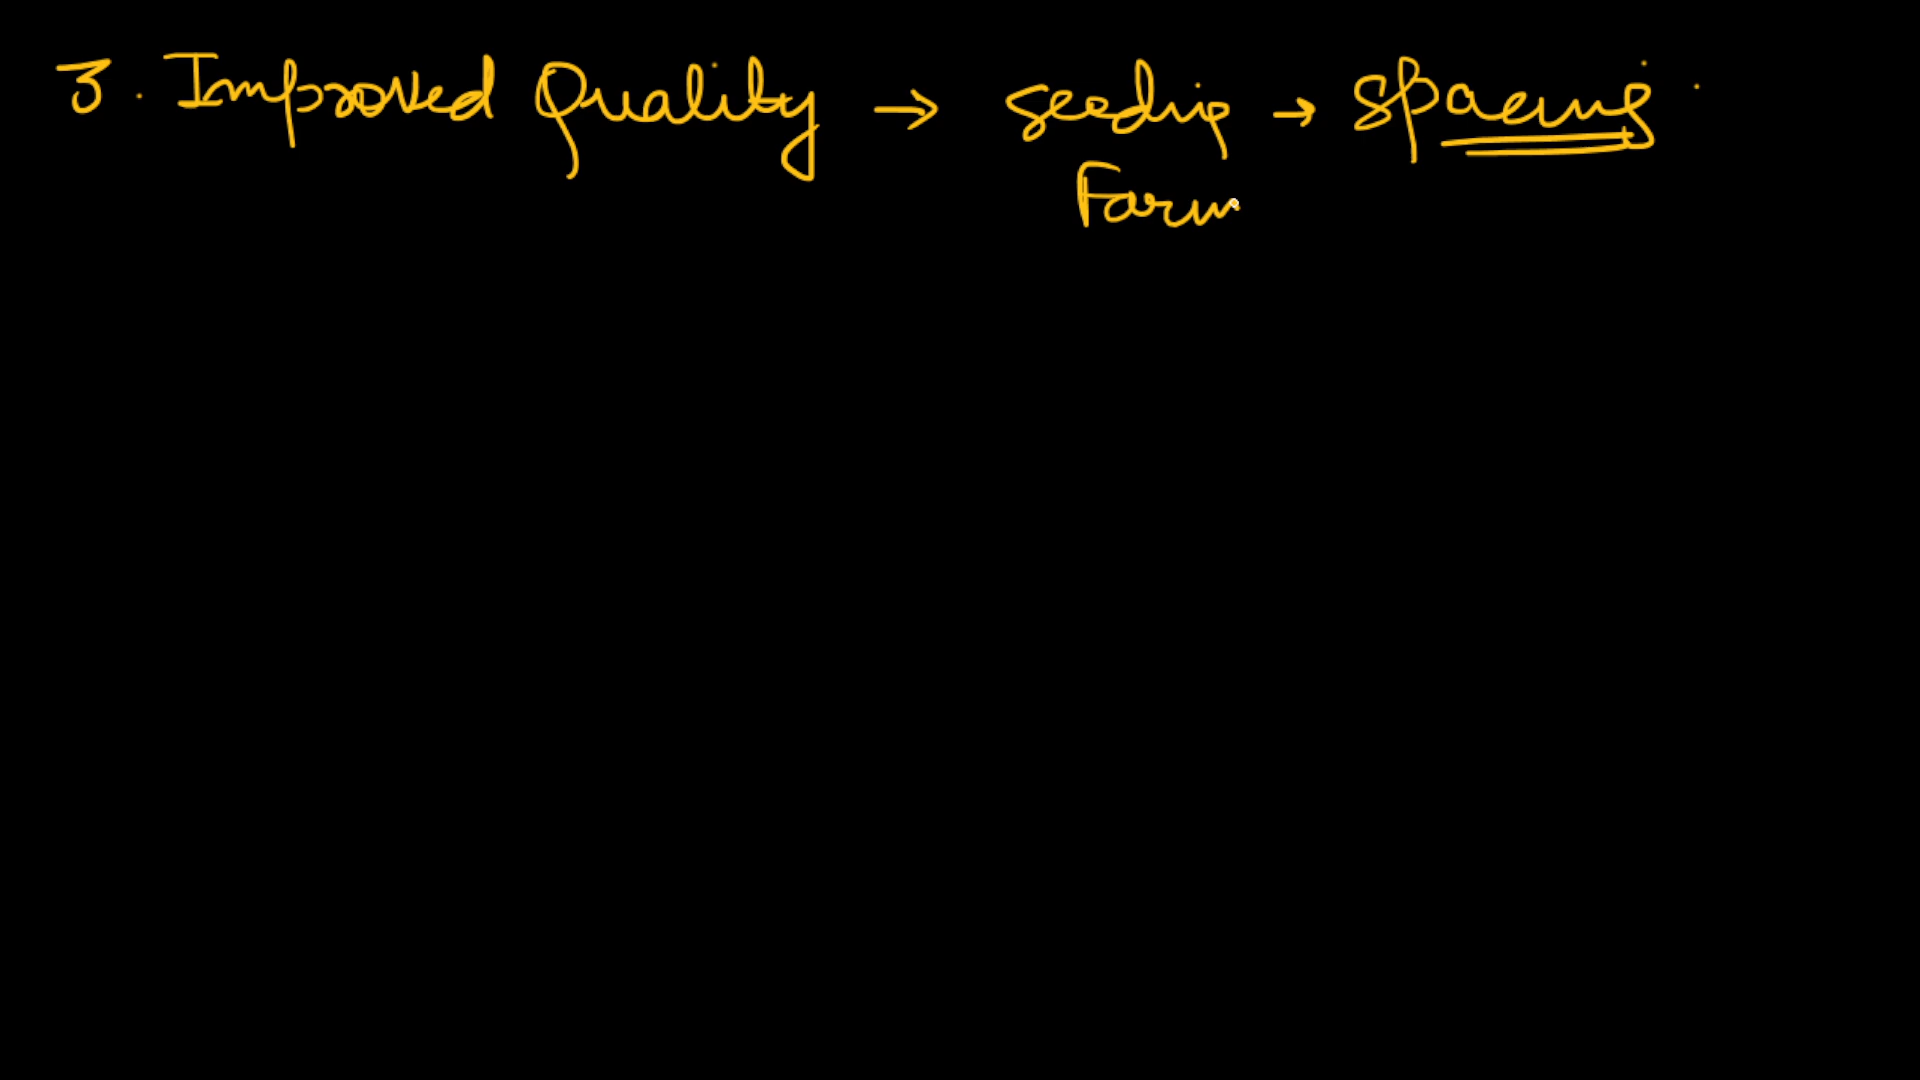 3. Improved Quality → seeding → spacing.
Farm